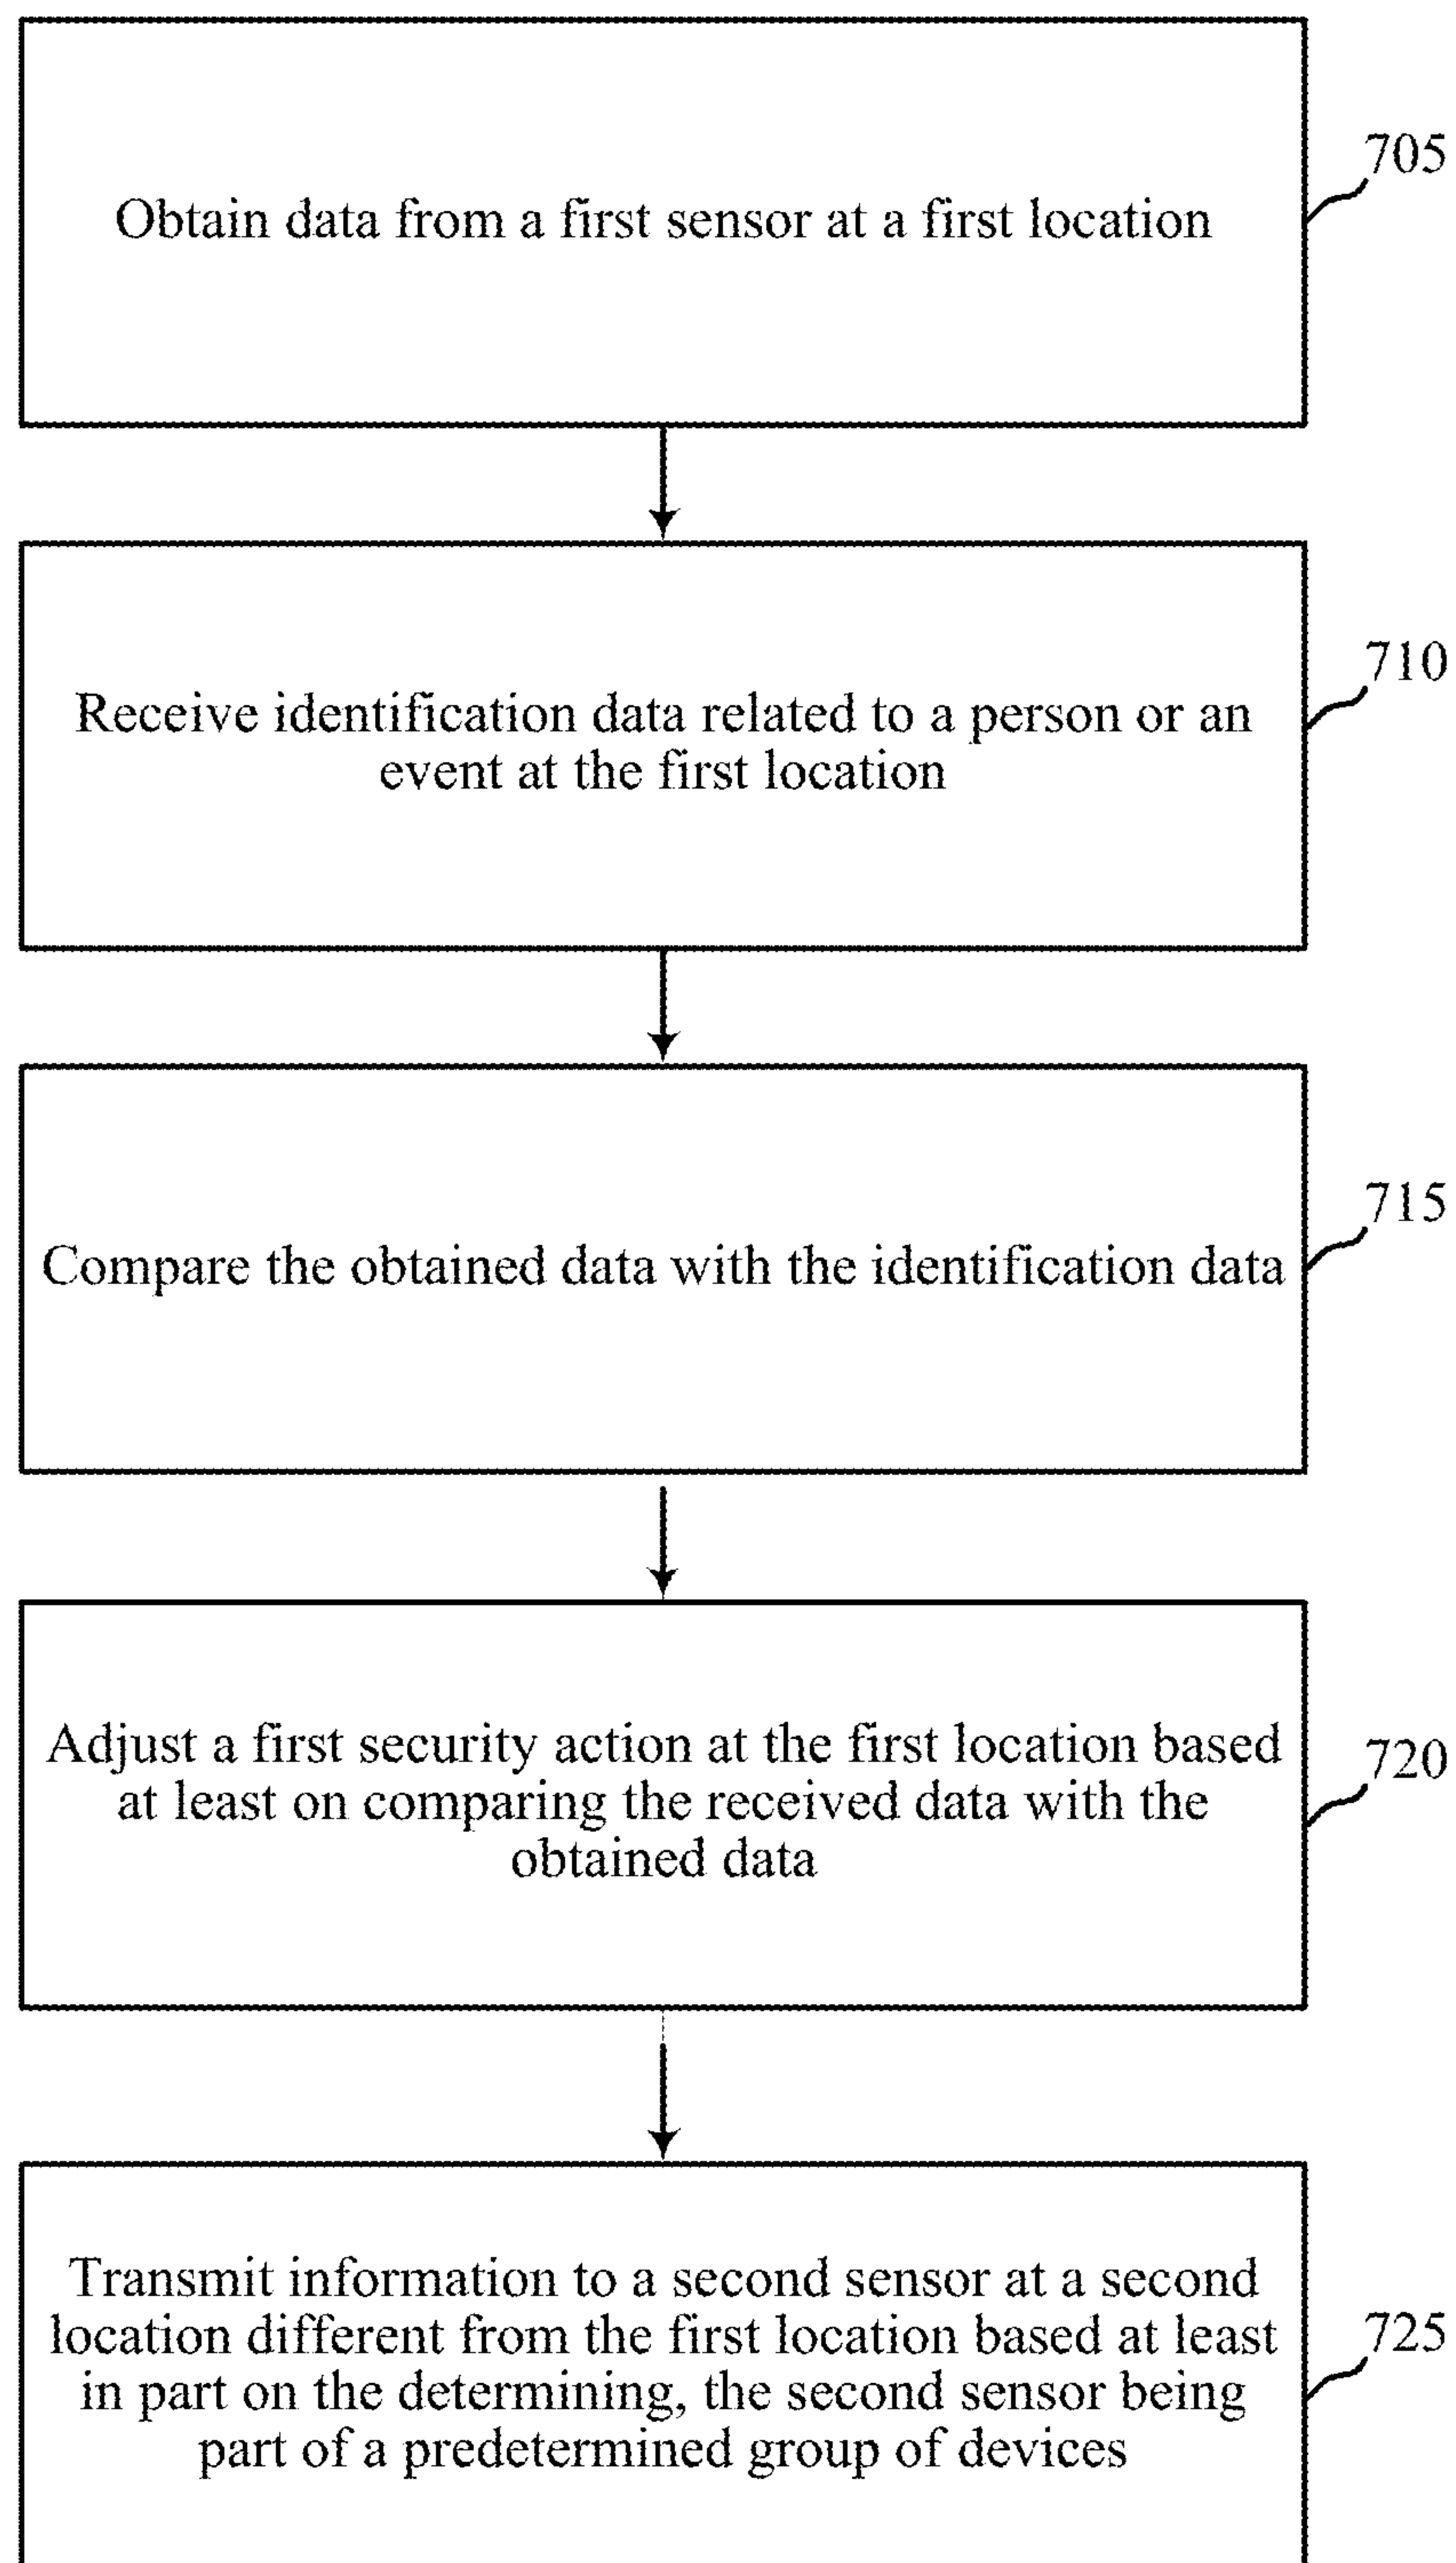 Obtain data from a first sensor at a first location
705
Receive identification data related to a person or an
event at the first location
710
Compare the obtained data with the identification data
715
Adjust a first security action at the first location based
at least on comparing the received data with the
obtained data
720
Transmit information to a second sensor at a second
location different from the first location based at least
in part on the determining, the second sensor being
part of a predetermined group of devices
725